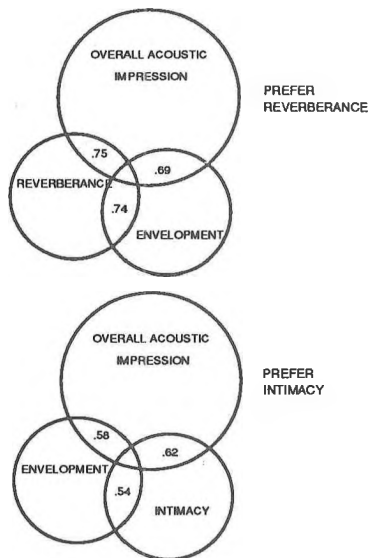 OVERALL ACOUSTIC
IMPRESSION
PREFER
REVERBERANCE
.75
.69
REVERBERANCE
.74
ENVELOPMENT
OVERALL ACOUSTIC
IMPRESSION
PREFER
INTIMACY
.58
.62
ENVELOPMENT
.54
INTIMACY